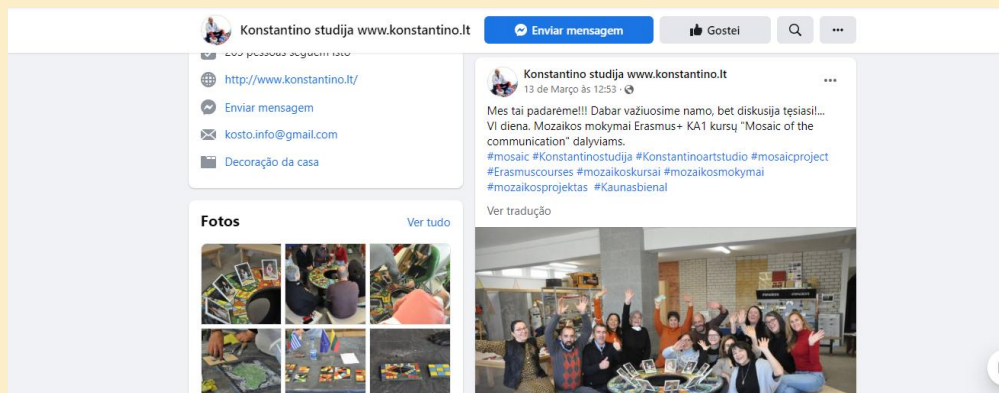 Konstantino studija www.konstantino.lt
Enviar mensagem
Gostei
265 pessoas seguem isto
http://www.konstantino.lt/
Enviar mensagem
kosto.info@gmail.com
Decoração da casa
Fotos
Ver tudo
Konstantino studija www.konstantino.lt
13 de Março às 12:53 ·
Mes tai padarėme!!! Dabar važiuosime namo, bet diskusija tęsiasi!...
VI diena. Mozaikos mokymai Erasmus+ KA1 kursų "Mosaic of the
communication" dalyviams.
#mosaic #Konstantinostudija #Konstantinoartstudio #mosaicproject
#Erasmuscourses #mozaikoskursai #mozaikosmokymai
#mozaikosprojektas #Kaunasbienal
Ver tradução